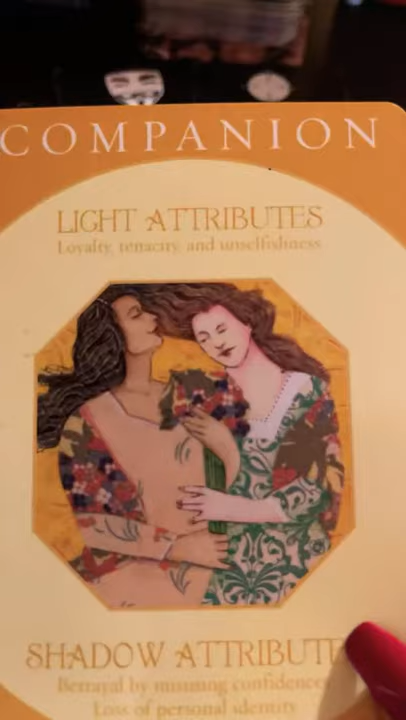 COMPANION
LIGHT ATTRIBUTES
Loyalty, tenacity, and unselfishness
SHADOW ATTRIBUTE
Betrayal by misusing confidences
Loss of personal identity